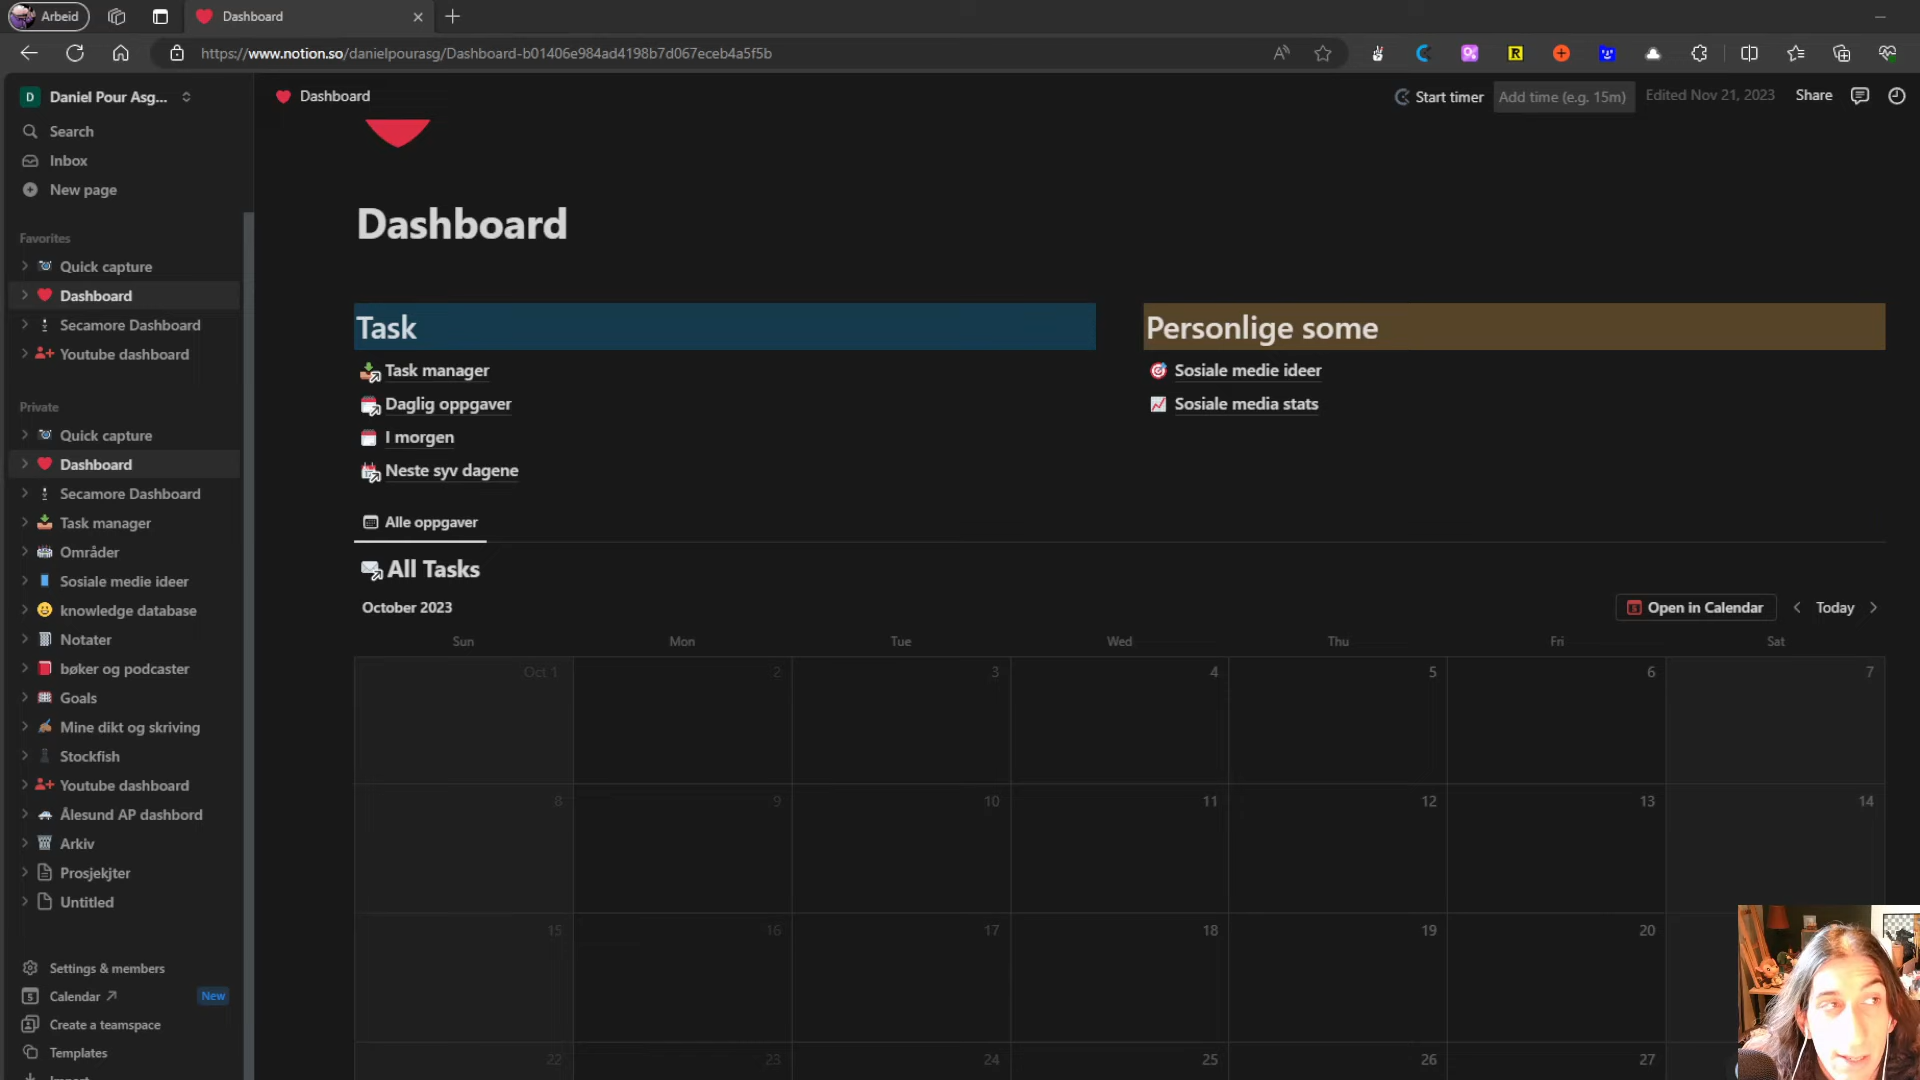 Arbeid
Dashboard
https://www.notion.so/danielpourasg/Dashboard-b01406e984ad4198b7d067eceb4a5f5b
D Daniel Pour Asg...
Dashboard
Start timer
Add time (e.g. 15m)
Edited Nov 21, 2023
Share
Search
Inbox
New page
Favorites
Quick capture
Dashboard
Secamore Dashboard
Youtube dashboard
Private
Quick capture
Dashboard
Secamore Dashboard
Task manager
Områder
Sosiale medie ideer
knowledge database
Notater
bøker og podcaster
Goals
Mine dikt og skriving
Stockfish
Youtube dashboard
Ålesund AP dashbord
Arkiv
Prosjekjter
Untitled
Settings & members
Calendar ↗ New
Create a teamspace
Templates
Import
Dashboard
Task
Task manager
Daglig oppgaver
I morgen
Neste syv dagene
Personlige some
Sosiale medie ideer
Sosiale media stats
Alle oppgaver
All Tasks
October 2023
Open in Calendar
Today
Sun Mon Tue Wed Thu Fri Sat
Oct 1 2 3 4 5 6 7
8 9 10 11 12 13 14
15 16 17 18 19 20
22 23 24 25 26 27